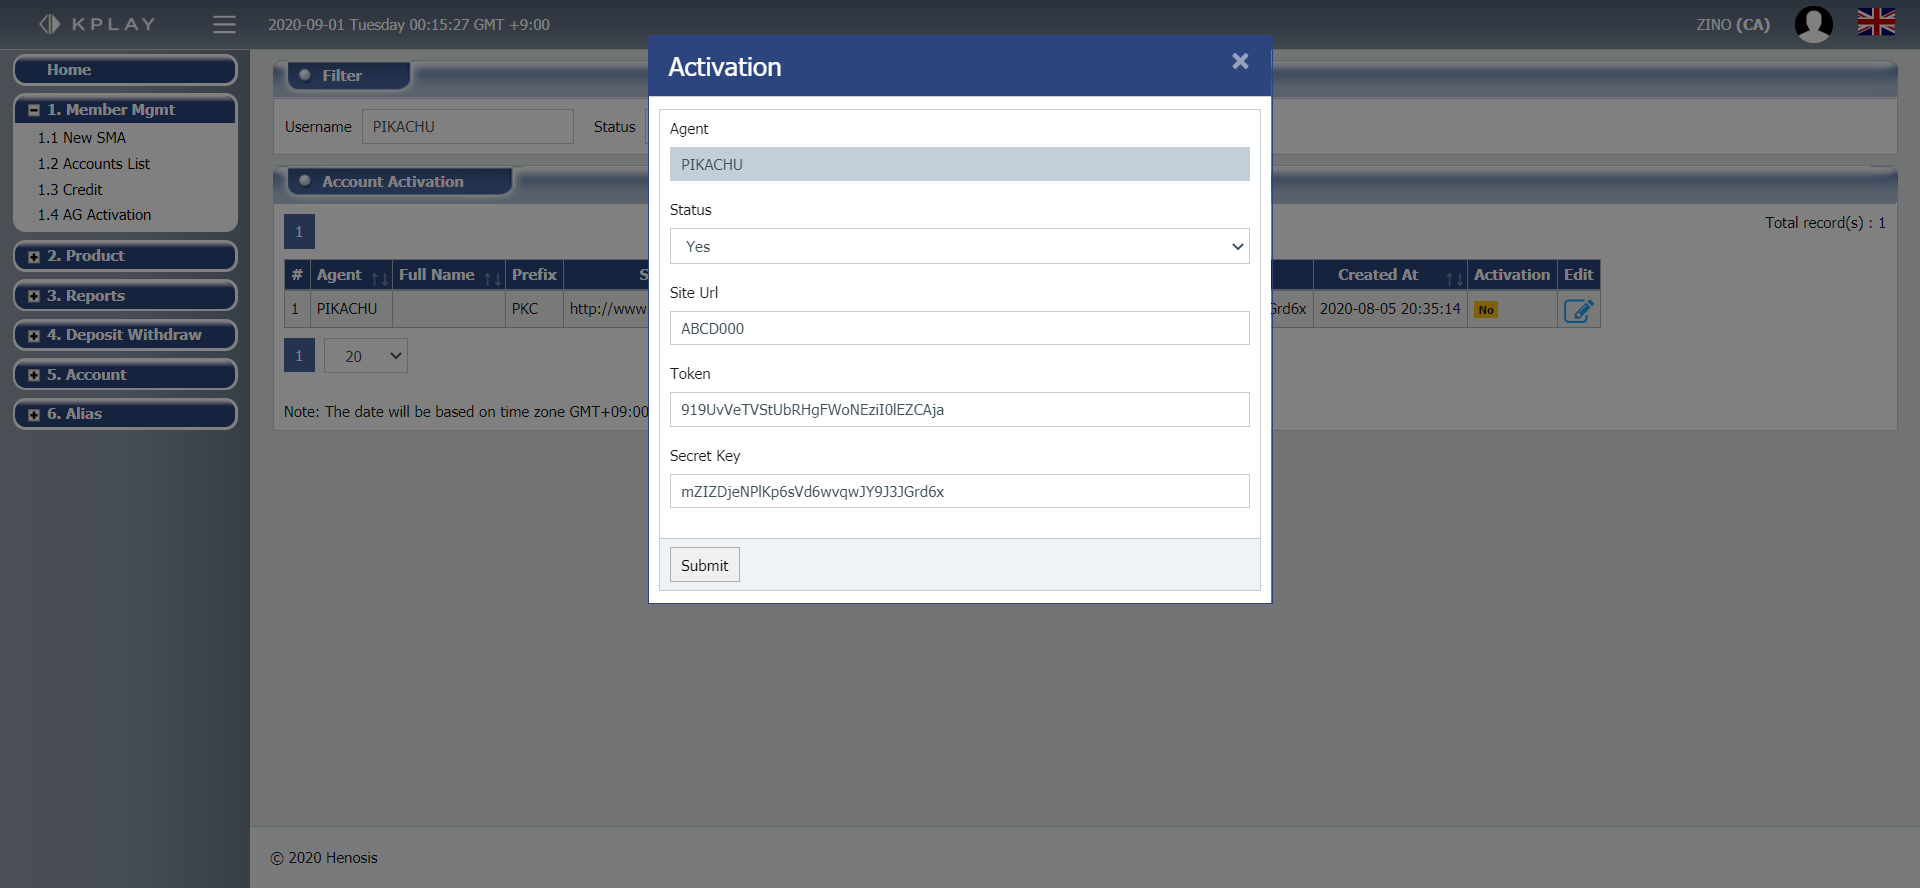 KPLAY
2020-09-01 Tuesday 00:15:27 GMT +9:00
ZINO (CA)
Home
1. Member Mgmt
1.1 New SMA
1.2 Accounts List
1.3 Credit
1.4 AG Activation
2. Product
3. Reports
4. Deposit Withdraw
5. Account
6. Alias
Filter
Username PIKACHU Status
Account Activation
1
Total record(s) : 1
# Agent Full Name Prefix S Created At Activation Edit
1 PIKACHU PKC http://www. Grd6x 2020-08-05 20:35:14 No
1 20
Note: The date will be based on time zone GMT+09:00
Activation
Agent
PIKACHU
Status
Yes
Site Url
ABCD000
Token
919UvVeTVStUbRHgFWoNEziI0lEZCAja
Secret Key
mZIZDjeNPlKp6sVd6wvqwJY9J3JGrd6x
Submit
© 2020 Henosis